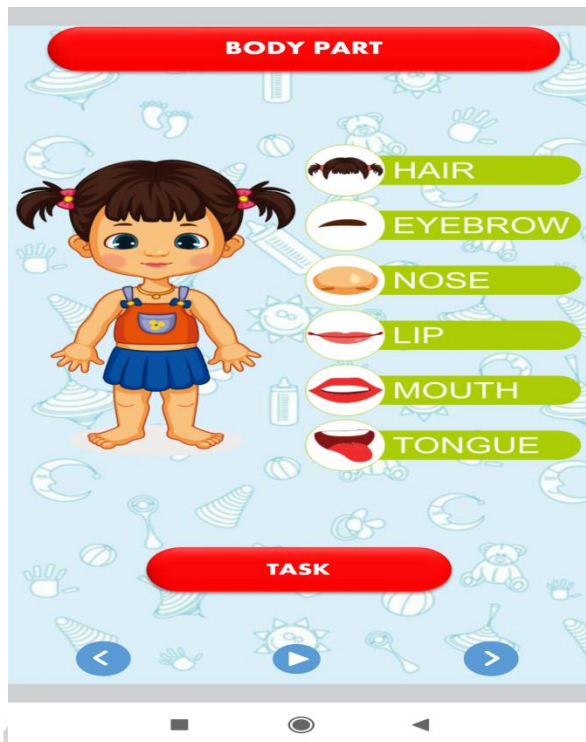 BODY PART
HAIR
EYEBROW
NOSE
LIP
MOUTH
TONGUE
TASK